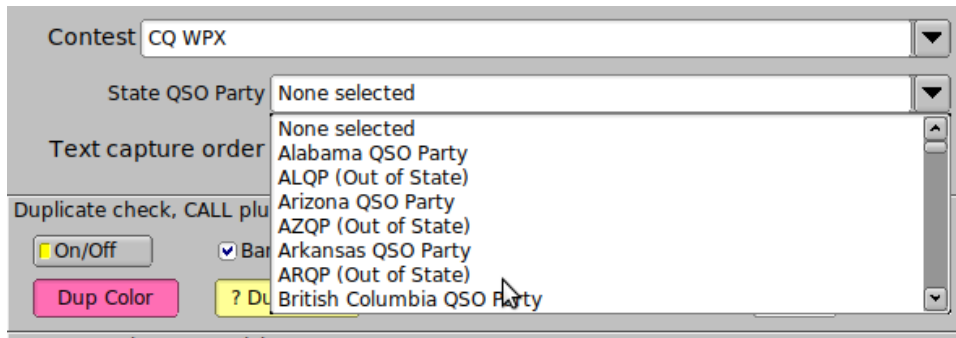 Contest CQ WPX
State QSO Party None selected
None selected
Alabama QSO Party
Text capture order
ALQP (Out of State)
Arizona QSO Party
Duplicate check, CALL plu
AZQP (Out of State)
On/Off Arkansas QSO Party
ARQP (Out of State)
Dup Color ? Du British Columbia QSO Party